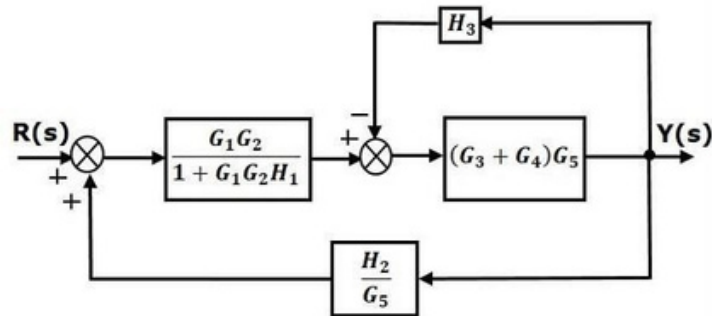 H₃
−
R(s)
+
+
G₁G₂
1 + G₁G₂H₁
+
(G₃ + G₄)G₅
Y(s)
H₂
G₅